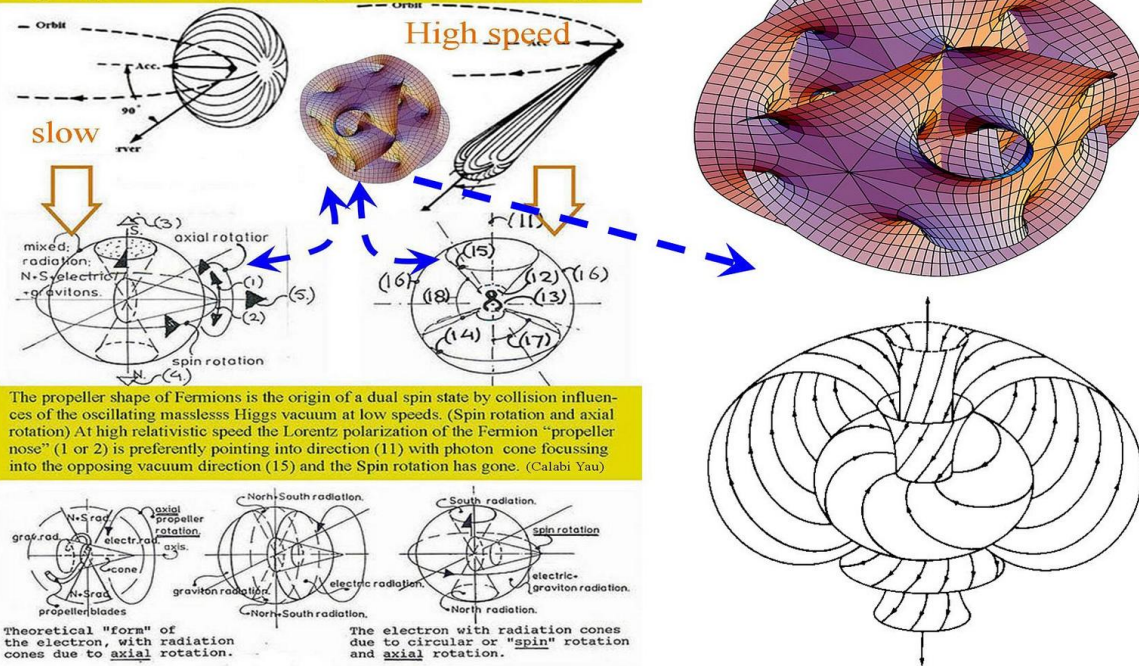 Orbit
Acc.
90°
rver
slow
Orbit
High speed
Acc.
(3)
S.
mixed;
radiation;
N+S+electric
+gravitons.
axial rotatior
(1)
(5.
(2)
spin rotation
N.
(4.)
(11)
(15)
(16)
(12)
(16)
(18)
8
(13)
(14)
(17)
The propeller shape of Fermions is the origin of a dual spin state by collision influen-
ces of the oscillating masslesss Higgs vacuum at low speeds. (Spin rotation and axial
rotation) At high relativistic speed the Lorentz polarization of the Fermion “propeller
nose” (1 or 2) is preferently pointing into direction (11) with photon cone focussing
into the opposing vacuum direction (15) and the Spin rotation has gone. (Calabi Yau)
N+S rad.
axial
propeller
rotation.
grav.rad.
electr.rad.
axis.
cone.
N+Srad.
propeller blades
Norh+South radiation.
graviton radiation.
electric radiation.
Norh+South radiation.
South radiation.
spin rotation
electric+
graviton radiation.
North radiation.
Theoretical "form" of
the electron, with radiation
cones due to axial rotation.
The electron with radiation cones
due to circular or "spin" rotation
and axial rotation.